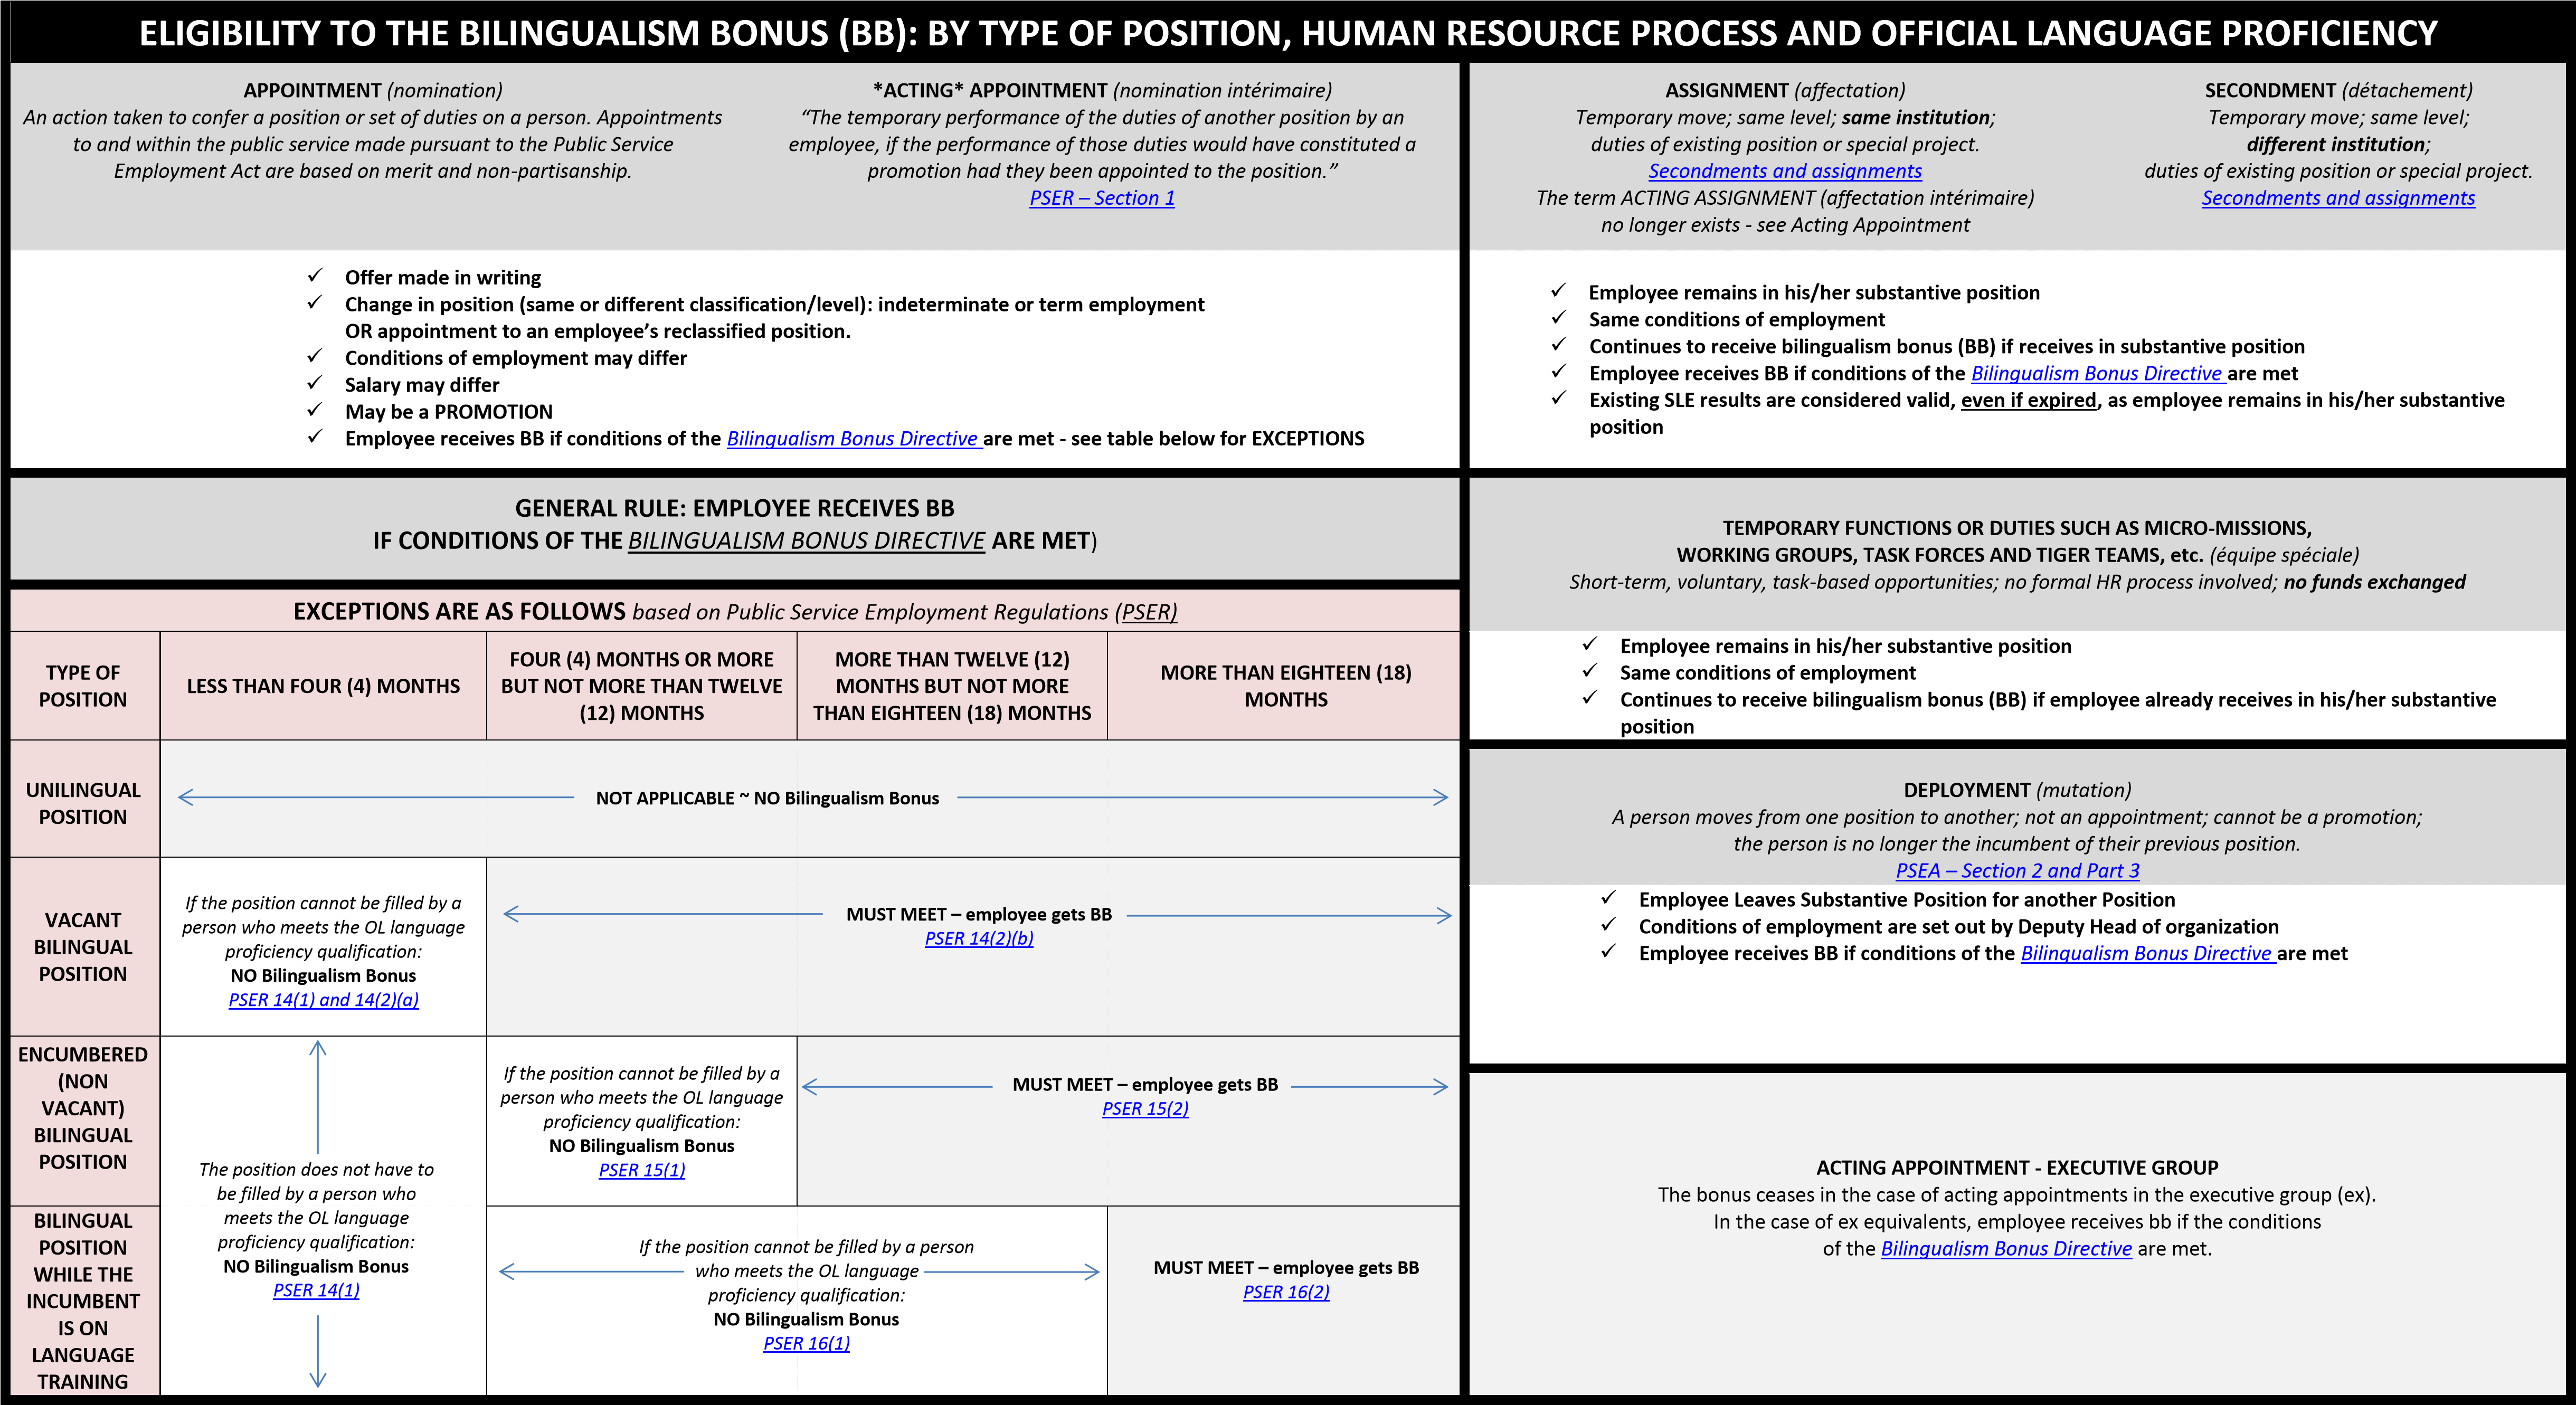 ELIGIBILITY TO THE BILINGUALISM BONUS (BB): BY TYPE OF POSITION, HUMAN RESOURCE PROCESS AND OFFICIAL LANGUAGE PROFICIENCY
APPOINTMENT (nomination)
An action taken to confer a position or set of duties on a person. Appointments
to and within the public service made pursuant to the Public Service
Employment Act are based on merit and non-partisanship.
*ACTING* APPOINTMENT (nomination intérimaire)
“The temporary performance of the duties of another position by an
employee, if the performance of those duties would have constituted a
promotion had they been appointed to the position.”
PSER – Section 1
✓ Offer made in writing
✓ Change in position (same or different classification/level): indeterminate or term employment
OR appointment to an employee’s reclassified position.
✓ Conditions of employment may differ
✓ Salary may differ
✓ May be a PROMOTION
✓ Employee receives BB if conditions of the Bilingualism Bonus Directive are met - see table below for EXCEPTIONS
ASSIGNMENT (affectation)
Temporary move; same level; same institution;
duties of existing position or special project.
Secondments and assignments
The term ACTING ASSIGNMENT (affectation intérimaire)
no longer exists - see Acting Appointment
SECONDMENT (détachement)
Temporary move; same level;
different institution;
duties of existing position or special project.
Secondments and assignments
✓ Employee remains in his/her substantive position
✓ Same conditions of employment
✓ Continues to receive bilingualism bonus (BB) if receives in substantive position
✓ Employee receives BB if conditions of the Bilingualism Bonus Directive are met
✓ Existing SLE results are considered valid, even if expired, as employee remains in his/her substantive
position
GENERAL RULE: EMPLOYEE RECEIVES BB
IF CONDITIONS OF THE BILINGUALISM BONUS DIRECTIVE ARE MET)
EXCEPTIONS ARE AS FOLLOWS based on Public Service Employment Regulations (PSER)
TYPE OF
POSITION
LESS THAN FOUR (4) MONTHS
FOUR (4) MONTHS OR MORE
BUT NOT MORE THAN TWELVE
(12) MONTHS
MORE THAN TWELVE (12)
MONTHS BUT NOT MORE
THAN EIGHTEEN (18) MONTHS
MORE THAN EIGHTEEN (18)
MONTHS
UNILINGUAL
POSITION
NOT APPLICABLE ~ NO Bilingualism Bonus
VACANT
BILINGUAL
POSITION
If the position cannot be filled by a
person who meets the OL language
proficiency qualification:
NO Bilingualism Bonus
PSER 14(1) and 14(2)(a)
MUST MEET – employee gets BB
PSER 14(2)(b)
ENCUMBERED
(NON
VACANT)
BILINGUAL
POSITION
The position does not have to
be filled by a person who
meets the OL language
proficiency qualification:
NO Bilingualism Bonus
PSER 14(1)
If the position cannot be filled by a
person who meets the OL language
proficiency qualification:
NO Bilingualism Bonus
PSER 15(1)
MUST MEET – employee gets BB
PSER 15(2)
BILINGUAL
POSITION
WHILE THE
INCUMBENT
IS ON
LANGUAGE
TRAINING
If the position cannot be filled by a person
who meets the OL language
proficiency qualification:
NO Bilingualism Bonus
PSER 16(1)
MUST MEET – employee gets BB
PSER 16(2)
TEMPORARY FUNCTIONS OR DUTIES SUCH AS MICRO-MISSIONS,
WORKING GROUPS, TASK FORCES AND TIGER TEAMS, etc. (équipe spéciale)
Short-term, voluntary, task-based opportunities; no formal HR process involved; no funds exchanged
✓ Employee remains in his/her substantive position
✓ Same conditions of employment
✓ Continues to receive bilingualism bonus (BB) if employee already receives in his/her substantive
position
DEPLOYMENT (mutation)
A person moves from one position to another; not an appointment; cannot be a promotion;
the person is no longer the incumbent of their previous position.
PSEA – Section 2 and Part 3
✓ Employee Leaves Substantive Position for another Position
✓ Conditions of employment are set out by Deputy Head of organization
✓ Employee receives BB if conditions of the Bilingualism Bonus Directive are met
ACTING APPOINTMENT - EXECUTIVE GROUP
The bonus ceases in the case of acting appointments in the executive group (ex).
In the case of ex equivalents, employee receives bb if the conditions
of the Bilingualism Bonus Directive are met.